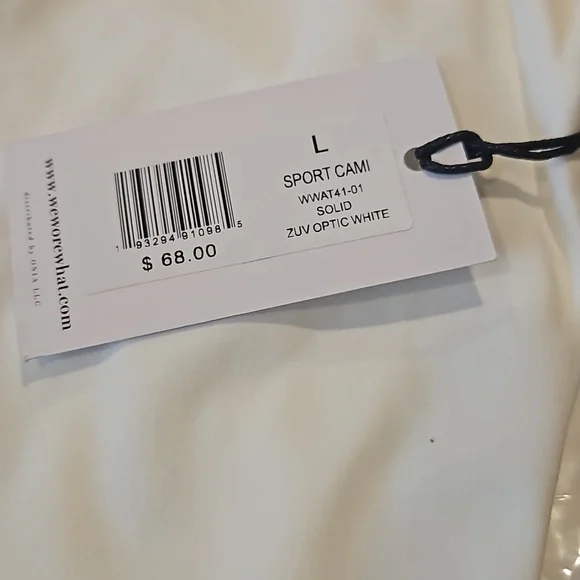 L
SPORT CAMI
WWAT41-01
SOLID
ZUV OPTIC WHITE
1 93294 91098 5
$ 68.00
www.weworewhat.com
distributed by ONIA LLC